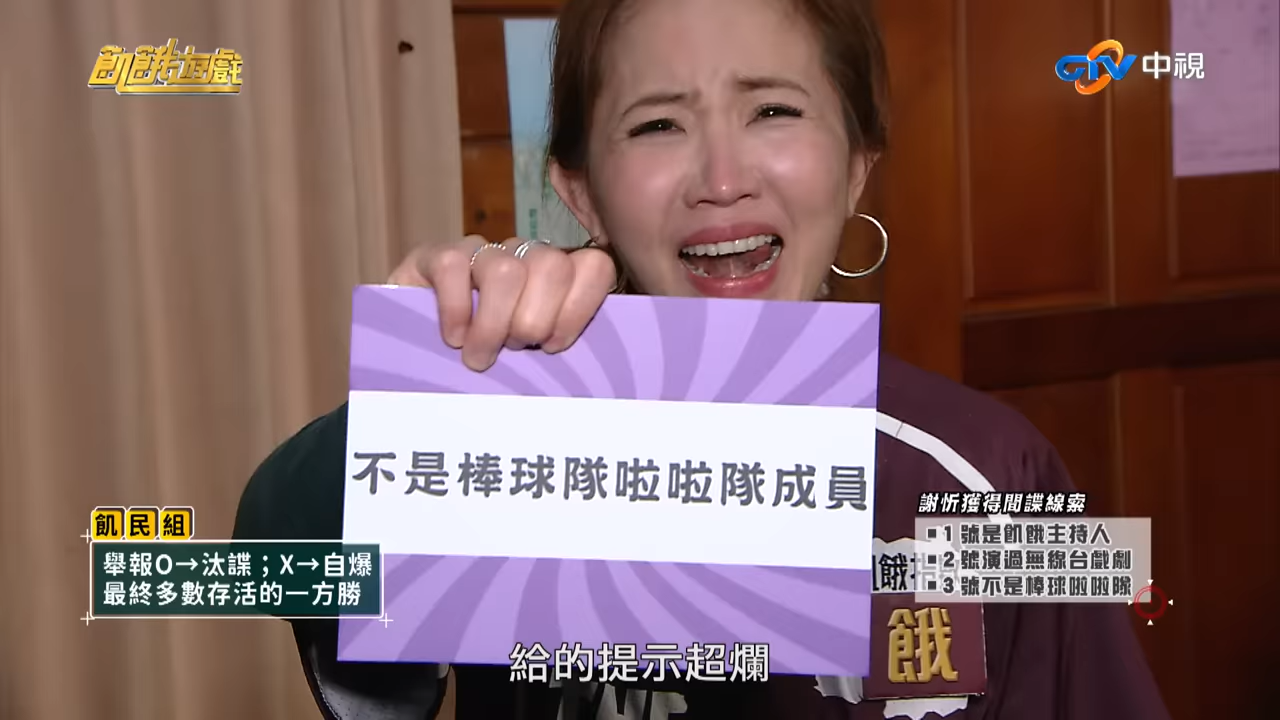 飢餓遊戲
CTV中視
不是棒球隊啦啦隊成員
飢民組
舉報O→汰諜；X→自爆
最終多數存活的一方勝
謝忻獲得間諜線索
1 號是飢餓主持人
2 號演過無線台戲劇
3 號不是棒球啦啦隊
餓
給的提示超爛